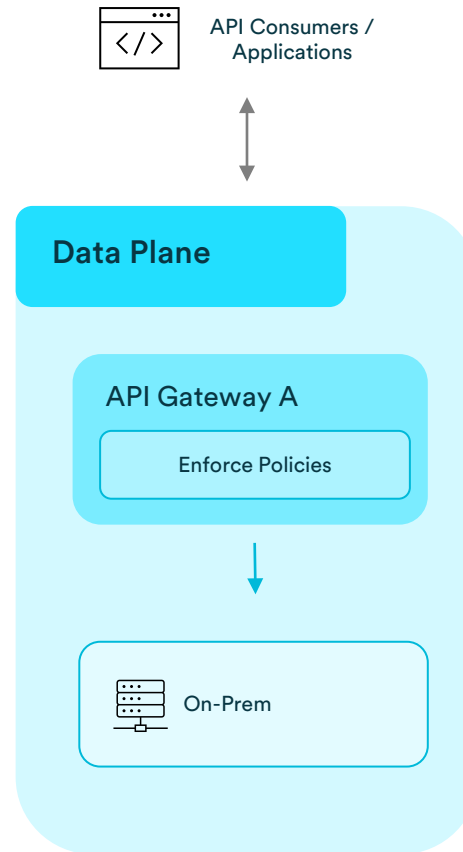 API Consumers /
Applications
Data Plane
API Gateway A
Enforce Policies
On-Prem